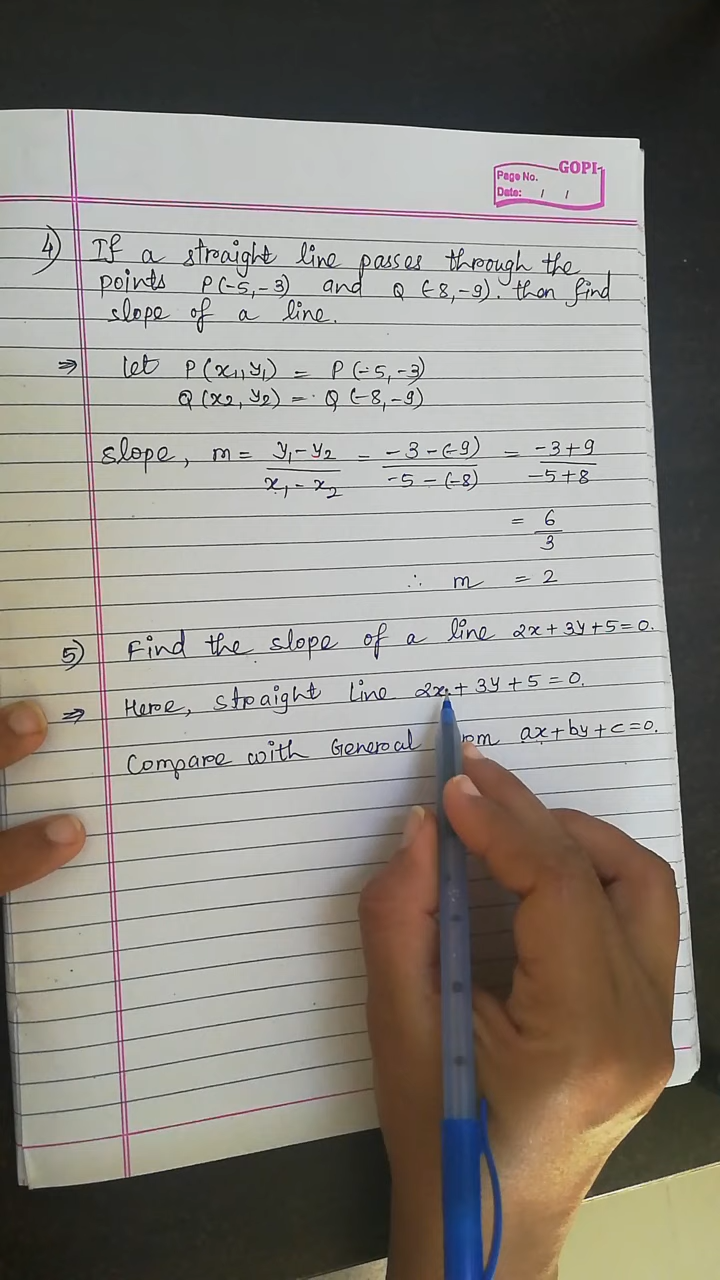 GOPI
Page No.
Date: / /
4) If a straight line passes through the
points P(-5,-3) and Q (-8,-9). then find
slope of a line.
⇒ let P(x1,y1) = P(-5,-3)
Q(x2,y2) = Q(-8,-9)
slope, m = y1-y2/x1-x2 = -3-(-9)/-5-(-8) = -3+9/-5+8
= 6/3
∴ m = 2
5) Find the slope of a line 2x+3y+5=0.
⇒ Here, straight line 2x+3y+5=0.
Compare with General ax+by+c=0.